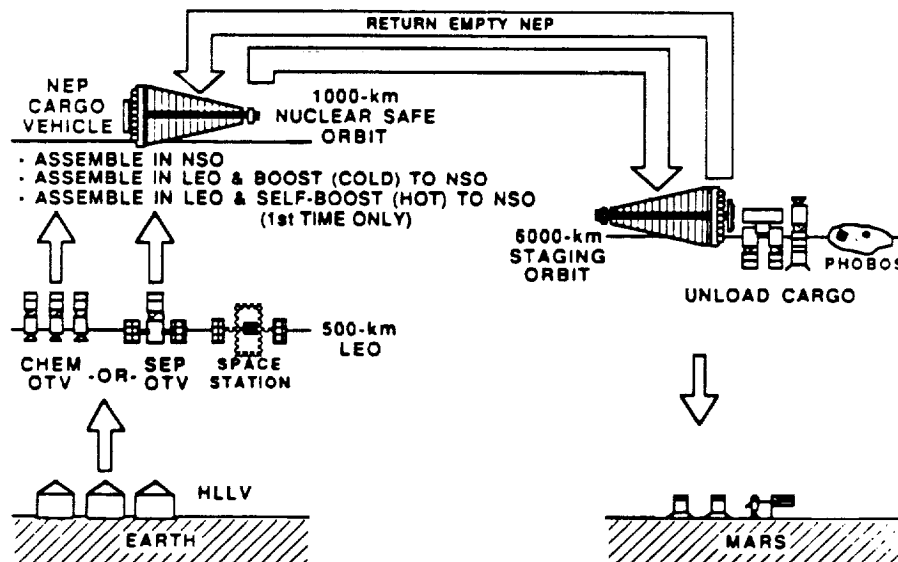 RETURN EMPTY NEP
NEP
CARGO
VEHICLE
1000-km
NUCLEAR SAFE
ORBIT
- ASSEMBLE IN NSO
- ASSEMBLE IN LEO & BOOST (COLD) TO NSO
- ASSEMBLE IN LEO & SELF-BOOST (HOT) TO NSO
(1st TIME ONLY)
6000-km
STAGING
ORBIT
PHOBOS
UNLOAD CARGO
500-km
LEO
CHEM
OTV
-OR-
SEP
OTV
SPACE
STATION
HLLV
EARTH
MARS